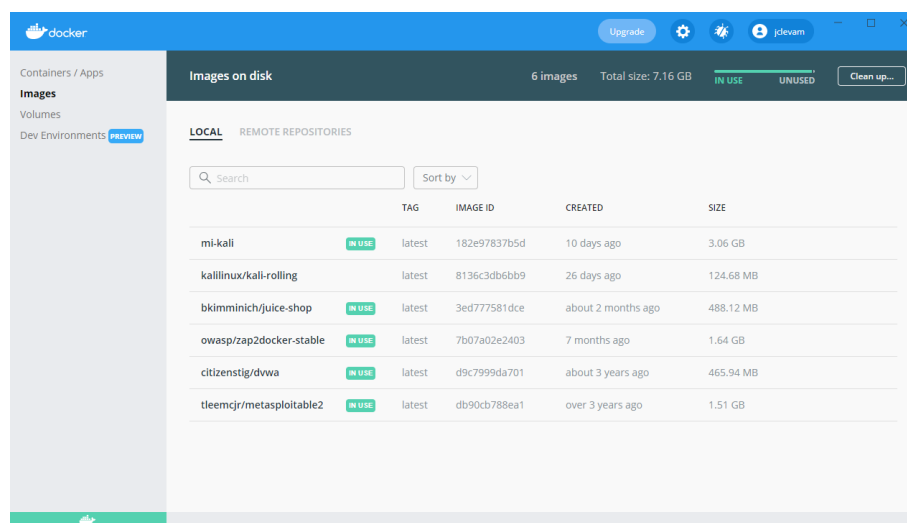 docker
Upgrade
jdevam
Containers / Apps
Images
Volumes
Dev Environments PREVIEW
Images on disk
6 images Total size: 7.16 GB
IN USE UNUSED
Clean up...
LOCAL REMOTE REPOSITORIES
Search
Sort by
TAG IMAGE ID CREATED SIZE
mi-kali IN USE latest 182e97837b5d 10 days ago 3.06 GB
kalilinux/kali-rolling latest 8136c3db6bb9 26 days ago 124.68 MB
bkimminich/juice-shop IN USE latest 3ed777581dce about 2 months ago 488.12 MB
owasp/zap2docker-stable IN USE latest 7b07a02e2403 7 months ago 1.64 GB
citizenstig/dvwa IN USE latest d9c7999da701 about 3 years ago 465.94 MB
tleemcjr/metasploitable2 IN USE latest db90cb788ea1 over 3 years ago 1.51 GB